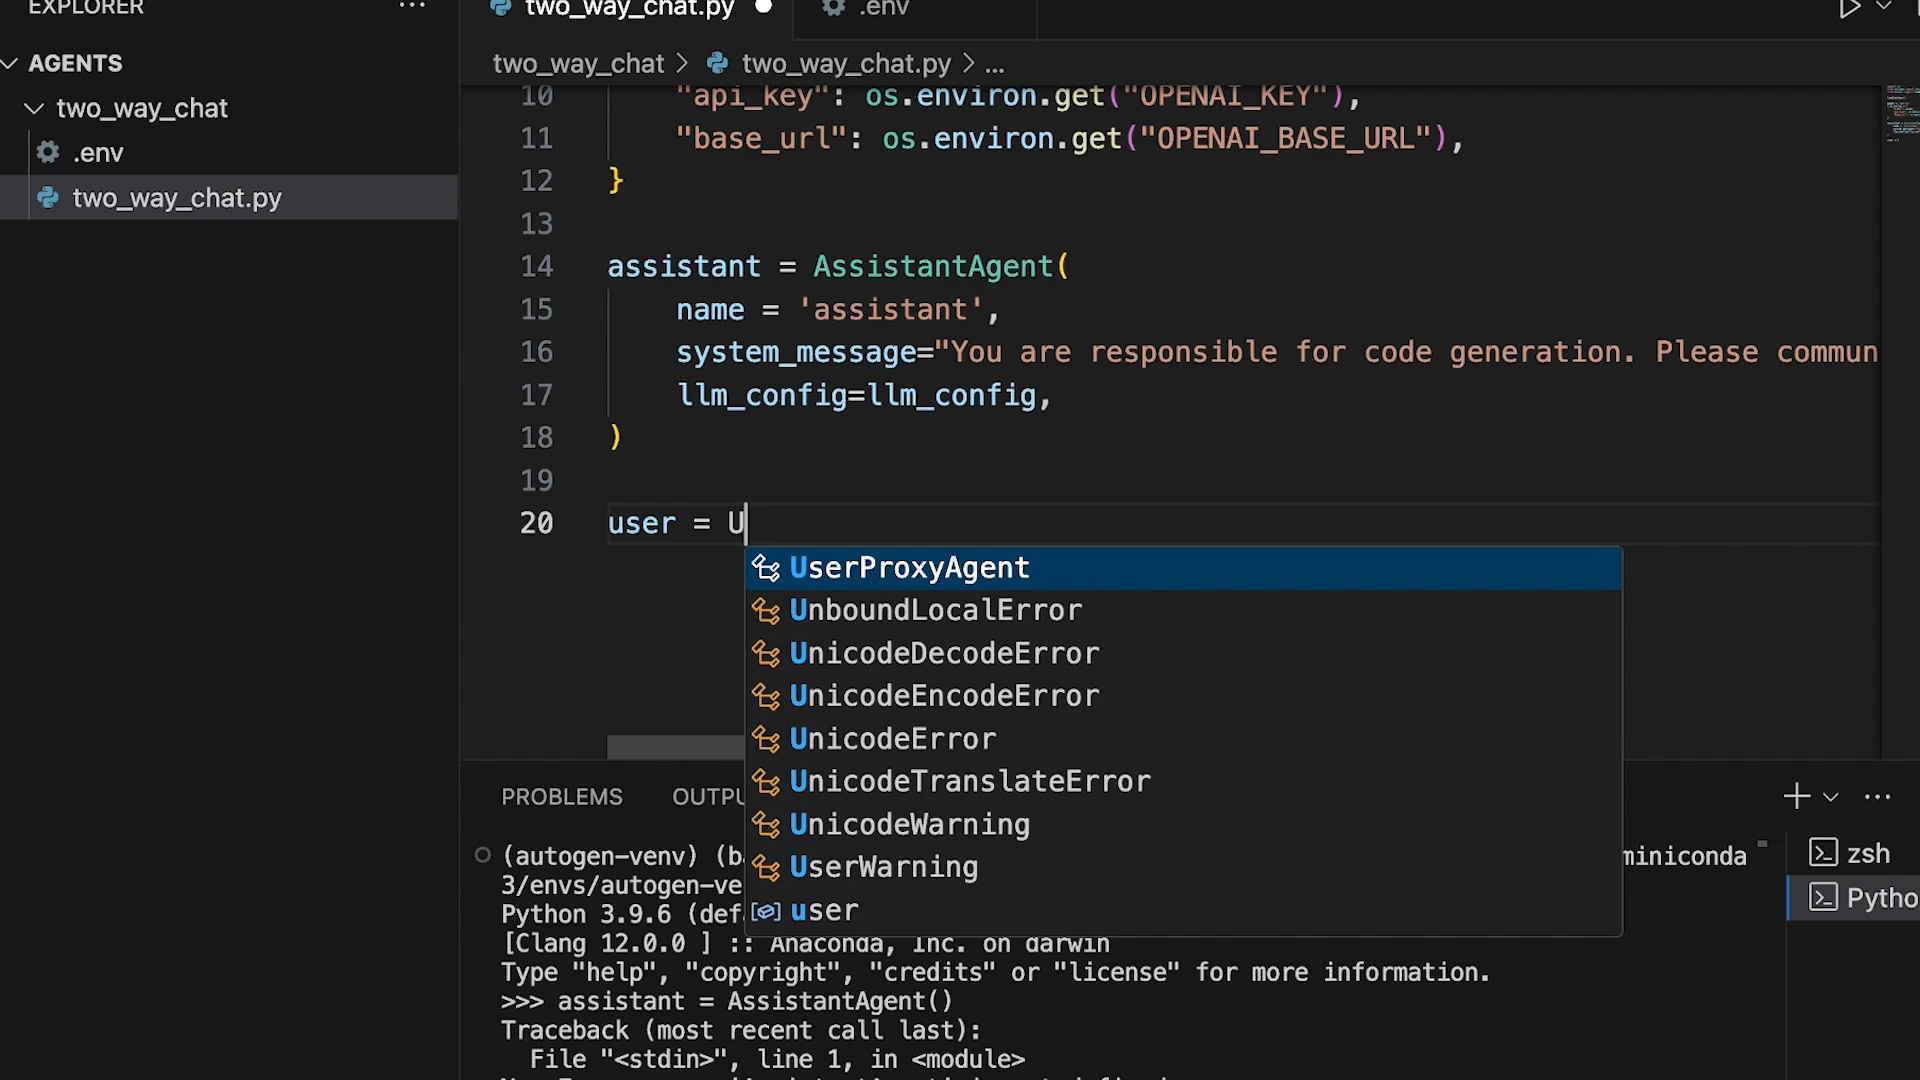 EXPLORER
...
two_way_chat.py
.env
AGENTS
two_way_chat
.env
two_way_chat.py
two_way_chat > two_way_chat.py > ...
10 "api_key": os.environ.get("OPENAI_KEY"),
11 "base_url": os.environ.get("OPENAI_BASE_URL"),
12 }
13
14 assistant = AssistantAgent(
15 name = 'assistant',
16 system_message="You are responsible for code generation. Please commun
17 llm_config=llm_config,
18 )
19
20 user = U
UserProxyAgent
UnboundLocalError
UnicodeDecodeError
UnicodeEncodeError
UnicodeError
UnicodeTranslateError
UnicodeWarning
UserWarning
user
PROBLEMS OUTPU
(autogen-venv) (ba miniconda
3/envs/autogen-ve
Python 3.9.6 (def
[Clang 12.0.0 ] :: Anaconda, Inc. on darwin
Type "help", "copyright", "credits" or "license" for more information.
>>> assistant = AssistantAgent()
Traceback (most recent call last):
File "<stdin>", line 1, in <module>
zsh
Pytho